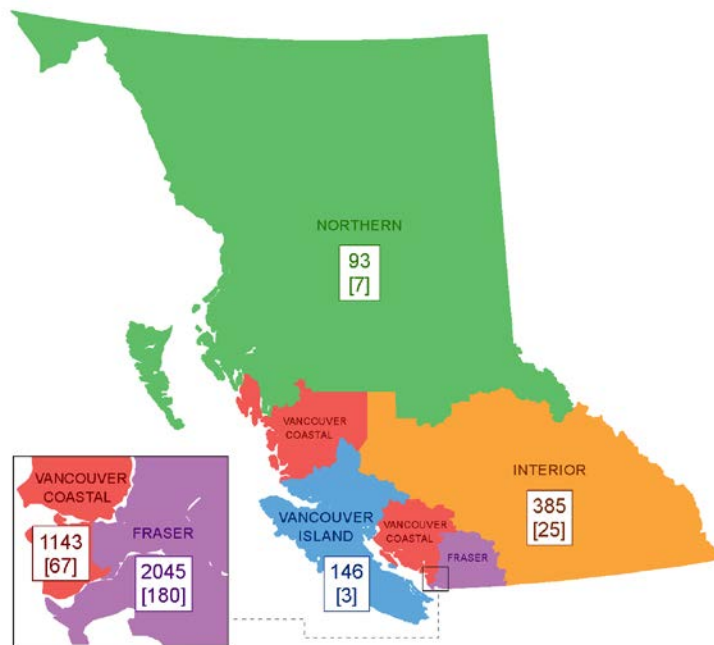 NORTHERN
93
[7]
VANCOUVER
COASTAL
INTERIOR
385
[25]
VANCOUVER
ISLAND
146
[3]
VANCOUVER
COASTAL
FRASER
VANCOUVER
COASTAL
1143
[67]
FRASER
2045
[180]